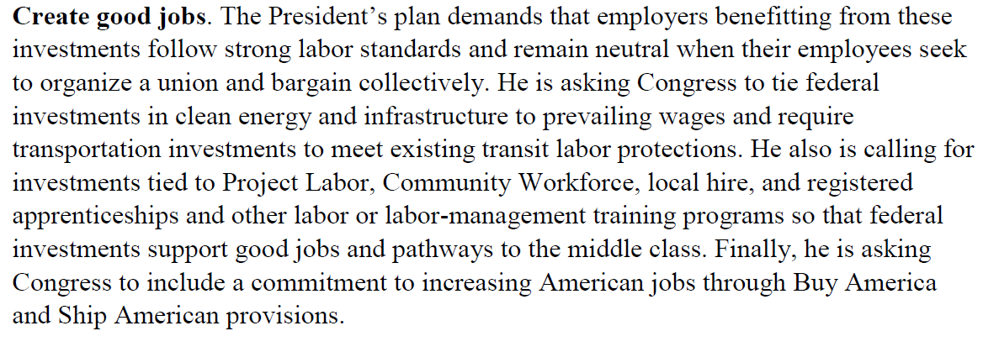 Create good jobs. The President’s plan demands that employers benefitting from these
investments follow strong labor standards and remain neutral when their employees seek
to organize a union and bargain collectively. He is asking Congress to tie federal
investments in clean energy and infrastructure to prevailing wages and require
transportation investments to meet existing transit labor protections. He also is calling for
investments tied to Project Labor, Community Workforce, local hire, and registered
apprenticeships and other labor or labor-management training programs so that federal
investments support good jobs and pathways to the middle class. Finally, he is asking
Congress to include a commitment to increasing American jobs through Buy America
and Ship American provisions.